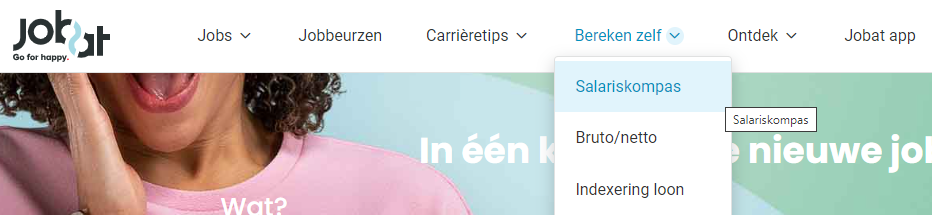 Jobat
Go for happy.
Jobs
Jobbeurzen
Carrièretips
Bereken zelf
Ontdek
Jobat app
Salariskompas
Salariskompas
Bruto/netto
In één
nieuwe
Indexering loon
Wat?